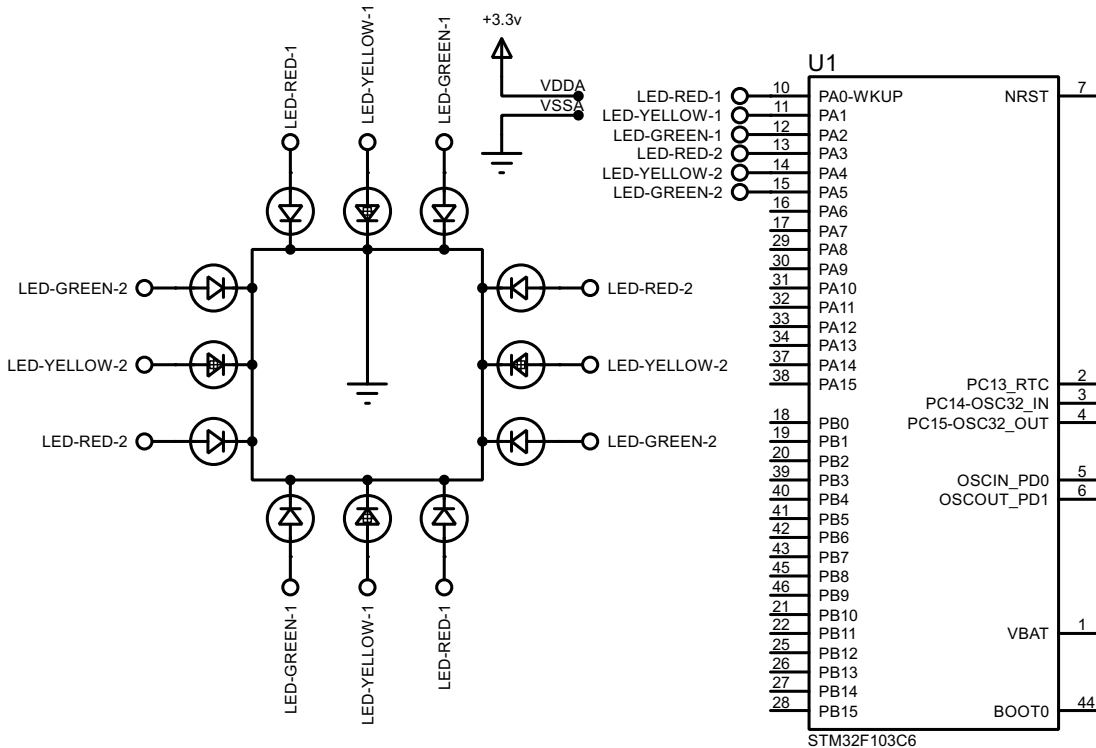 LED-RED-1
LED-YELLOW-1
LED-GREEN-1
+3.3v
VDDA
VSSA
LED-GREEN-2
LED-YELLOW-2
LED-RED-2
LED-RED-2
LED-YELLOW-2
LED-GREEN-2
LED-GREEN-1
LED-YELLOW-1
LED-RED-1
U1
LED-RED-1 10 PA0-WKUP NRST 7
LED-YELLOW-1 11 PA1
LED-GREEN-1 12 PA2
LED-RED-2 13 PA3
LED-YELLOW-2 14 PA4
LED-GREEN-2 15 PA5
16 PA6
17 PA7
29 PA8
30 PA9
31 PA10
32 PA11
33 PA12
34 PA13
37 PA14
38 PA15 PC13_RTC 2
PC14-OSC32_IN 3
18 PB0 PC15-OSC32_OUT 4
19 PB1
20 PB2
39 PB3 OSCIN_PD0 5
40 PB4 OSCOUT_PD1 6
41 PB5
42 PB6
43 PB7
45 PB8
46 PB9
21 PB10
22 PB11 VBAT 1
25 PB12
26 PB13
27 PB14
28 PB15 BOOT0 44
STM32F103C6